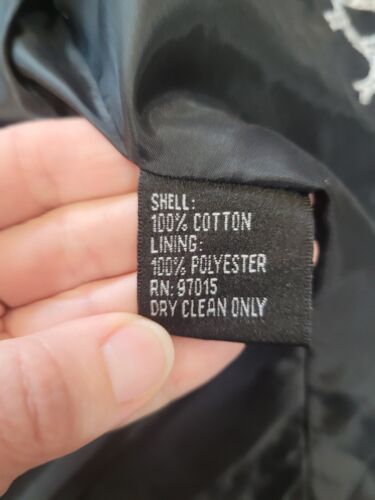 SHELL:
100% COTTON
LINING:
100% POLYESTER
RN: 97015
DRY CLEAN ONLY